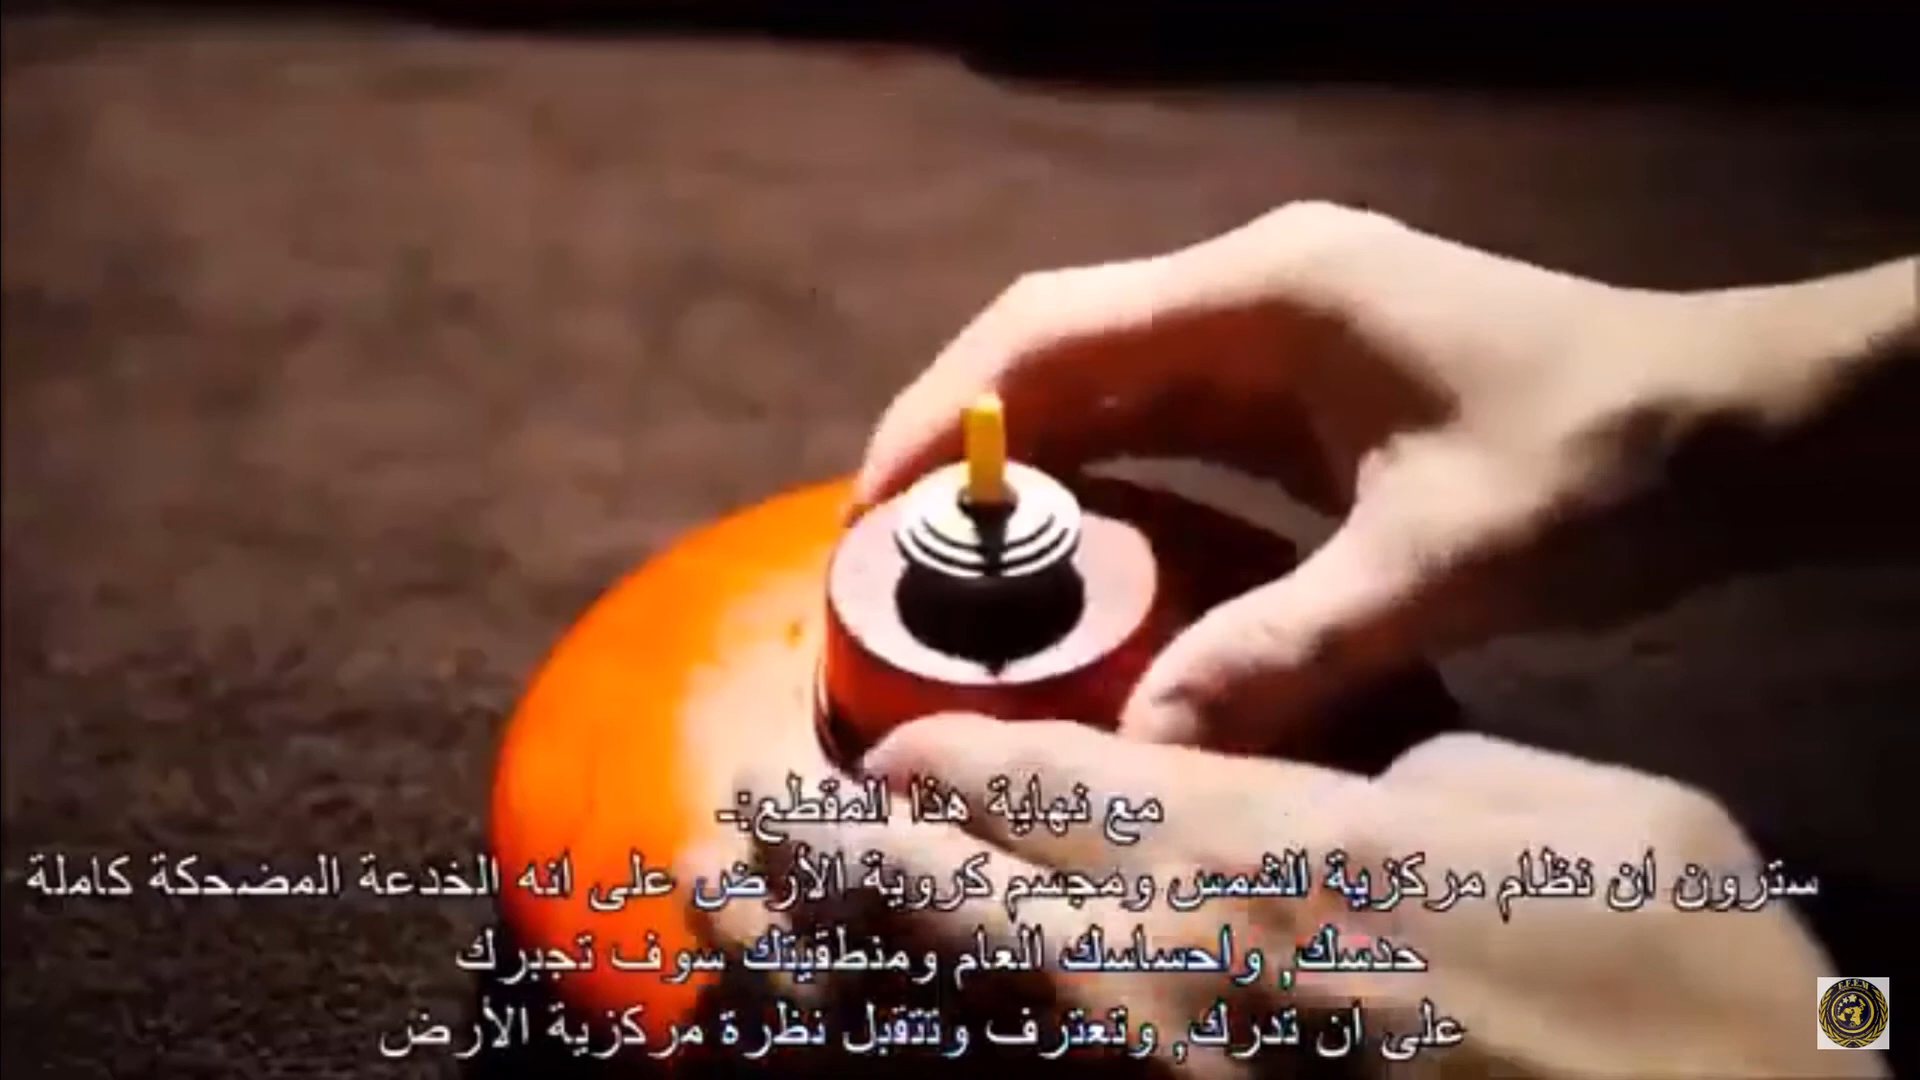 مع نهاية هذا المقطع:ـ
سترون ان نظام مركزية الشمس ومجسم كروية الأرض على انه الخدعة المضحكة كاملة
حدسك, واحساسك العام ومنطقيتك سوف تجبرك
على ان تدرك, وتعترف وتتقبل نظرة مركزية الأرض